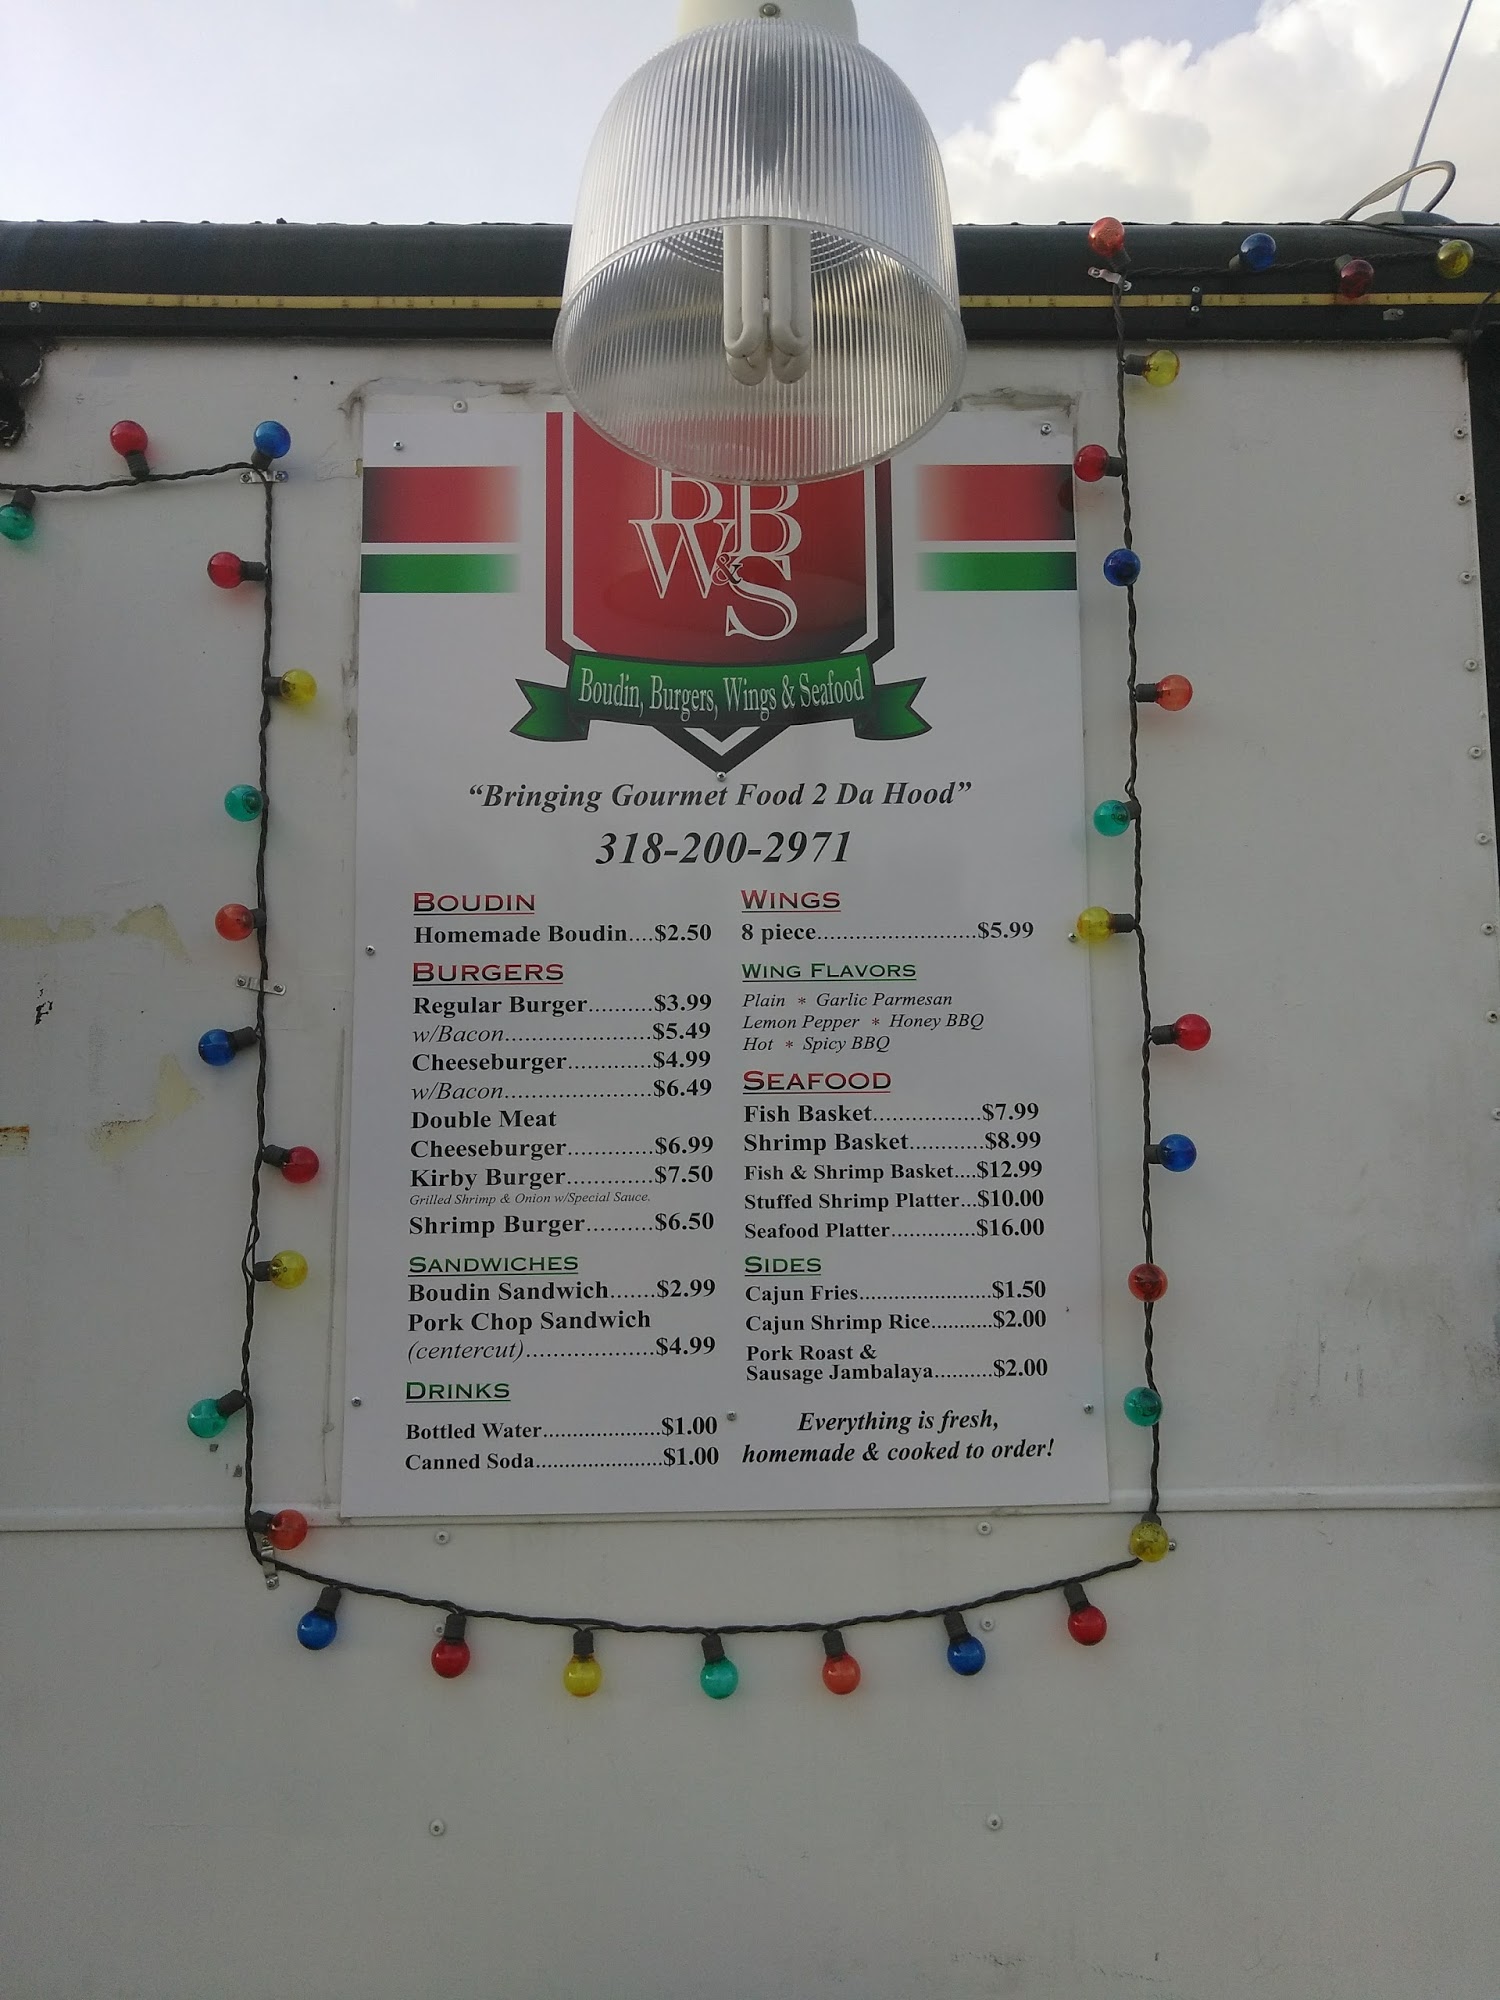 BB
W&S
Boudin, Burgers, Wings & Seafood
"Bringing Gourmet Food 2 Da Hood"
318-200-2971
BOUDIN
Homemade Boudin....$2.50
BURGERS
Regular Burger..........$3.99
w/Bacon.......................$5.49
Cheeseburger.............$4.99
w/Bacon.......................$6.49
Double Meat
Cheeseburger.............$6.99
Kirby Burger.............$7.50
Grilled Shrimp & Onion w/Special Sauce.
Shrimp Burger..........$6.50
SANDWICHES
Boudin Sandwich.......$2.99
Pork Chop Sandwich
(centercut)....................$4.99
DRINKS
Bottled Water.....................$1.00
Canned Soda.......................$1.00
WINGS
8 piece...........................$5.99
WING FLAVORS
Plain * Garlic Parmesan
Lemon Pepper * Honey BBQ
Hot * Spicy BBQ
SEAFOOD
Fish Basket..................$7.99
Shrimp Basket............$8.99
Fish & Shrimp Basket....$12.99
Stuffed Shrimp Platter...$10.00
Seafood Platter..............$16.00
SIDES
Cajun Fries.......................$1.50
Cajun Shrimp Rice...........$2.00
Pork Roast &
Sausage Jambalaya..........$2.00
Everything is fresh,
homemade & cooked to order!